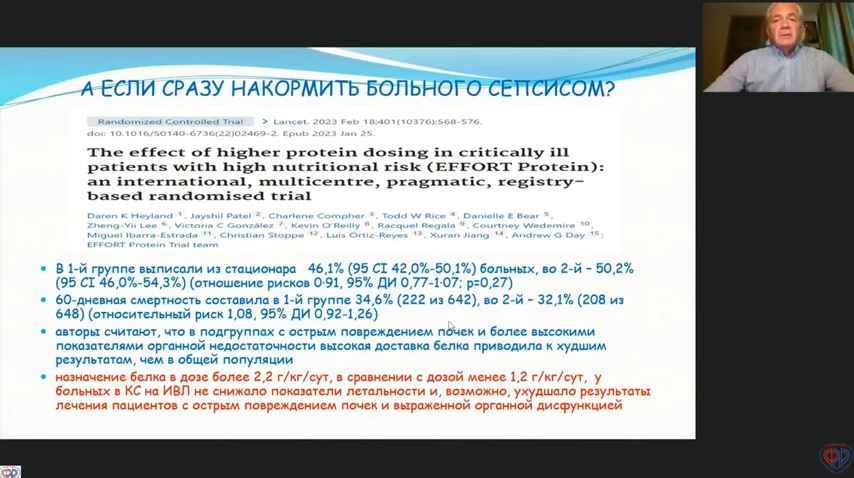 А ЕСЛИ СРАЗУ НАКОРМИТЬ БОЛЬНОГО СЕПСИСОМ?
Randomized Controlled Trial > Lancet. 2023 Feb 18;401(10376):568-576.
doi: 10.1016/S0140-6736(22)02469-2. Epub 2023 Jan 25.
The effect of higher protein dosing in critically ill
patients with high nutritional risk (EFFORT Protein):
an international, multicentre, pragmatic, registry-
based randomised trial
Daren K Heyland 1, Jayshil Patel 2, Charlene Compher 3, Todd W Rice 4, Danielle E Bear 5,
Zheng-Yii Lee 6, Victoria C González 7, Kevin O'Reilly 8, Racquel Regala 9, Courtney Wedemire 10,
Miguel Ibarra-Estrada 11, Christian Stoppe 12, Luis Ortiz-Reyes 13, Xuran Jiang 14, Andrew G Day 15;
EFFORT Protein Trial team
• В 1-й группе выписали из стационара 46,1% (95 CI 42,0%-50,1%) больных, во 2-й – 50,2%
(95 CI 46,0%-54,3%) (отношение рисков 0·91, 95% ДИ 0,77-1·07; p=0,27)
• 60-дневная смертность составила в 1-й группе 34,6% (222 из 642), во 2-й – 32,1% (208 из
648) (относительный риск 1,08, 95% ДИ 0,92-1,26)
• авторы считают, что в подгруппах с острым повреждением почек и более высокими
показателями органной недостаточности высокая доставка белка приводила к худшим
результатам, чем в общей популяции
• назначение белка в дозе более 2,2 г/кг/сут, в сравнении с дозой менее 1,2 г/кг/сут, у
больных в КС на ИВЛ не снижало показатели летальности и, возможно, ухудшало результаты
лечения пациентов с острым повреждением почек и выраженной органной дисфункцией